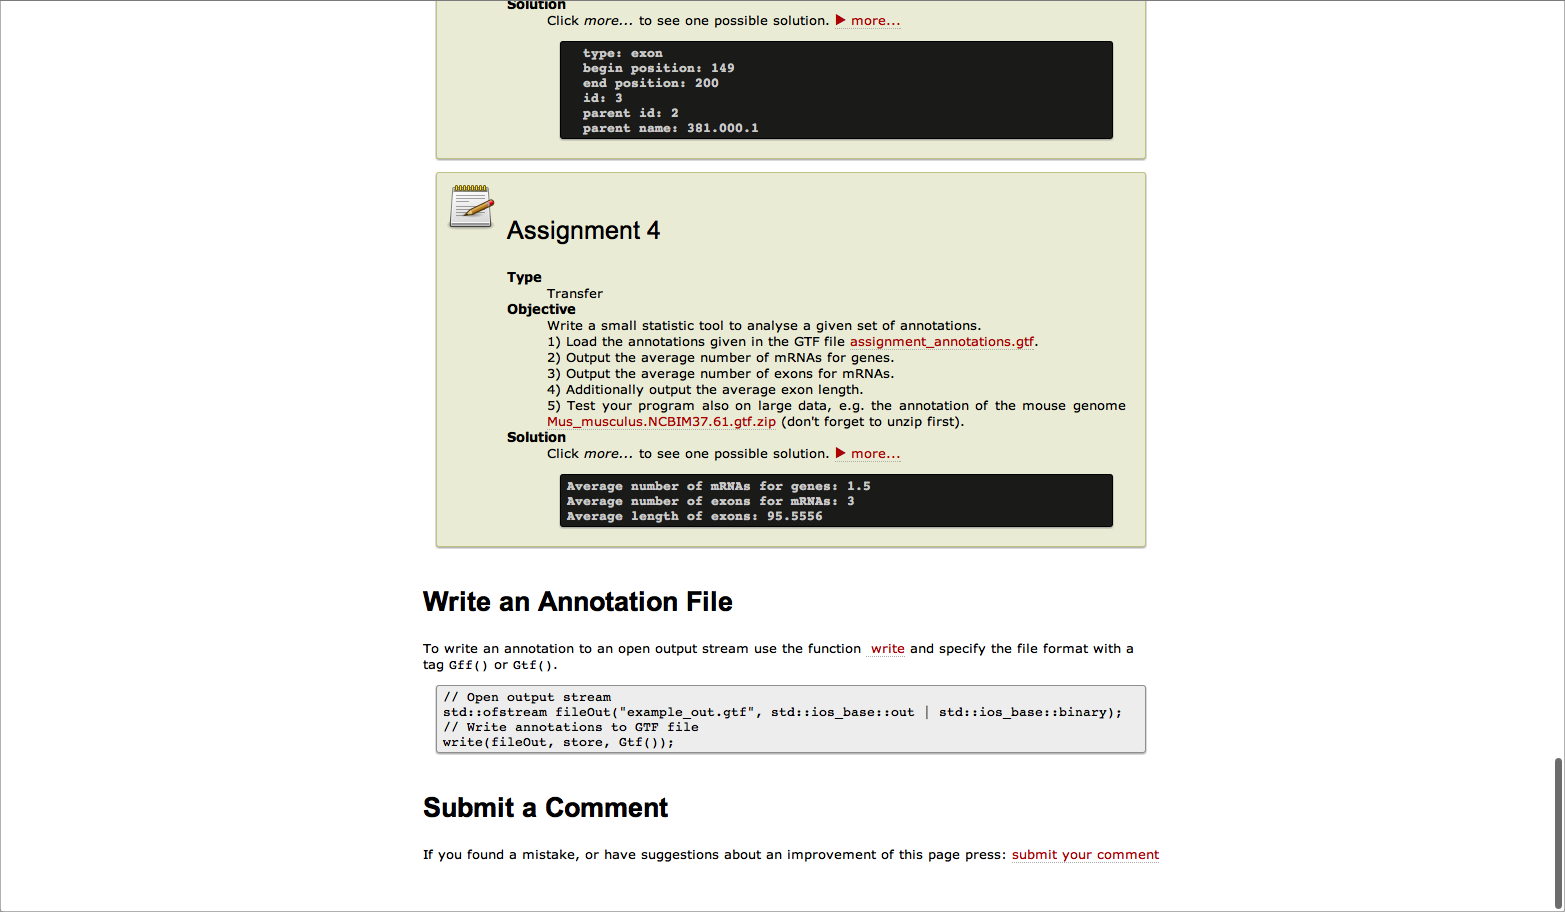 Solution
Click more... to see one possible solution. ▶ more...
type: exon
begin position: 149
end position: 200
id: 3
parent id: 2
parent name: 381.000.1
Assignment 4
Type
Transfer
Objective
Write a small statistic tool to analyse a given set of annotations.
1) Load the annotations given in the GTF file assignment_annotations.gtf.
2) Output the average number of mRNAs for genes.
3) Output the average number of exons for mRNAs.
4) Additionally output the average exon length.
5) Test your program also on large data, e.g. the annotation of the mouse genome
Mus_musculus.NCBIM37.61.gtf.zip (don't forget to unzip first).
Solution
Click more... to see one possible solution. ▶ more...
Average number of mRNAs for genes: 1.5
Average number of exons for mRNAs: 3
Average length of exons: 95.5556
Write an Annotation File
To write an annotation to an open output stream use the function write and specify the file format with a
tag Gff() or Gtf().
// Open output stream
std::ofstream fileOut("example_out.gtf", std::ios_base::out | std::ios_base::binary);
// Write annotations to GTF file
write(fileOut, store, Gtf());
Submit a Comment
If you found a mistake, or have suggestions about an improvement of this page press: submit your comment